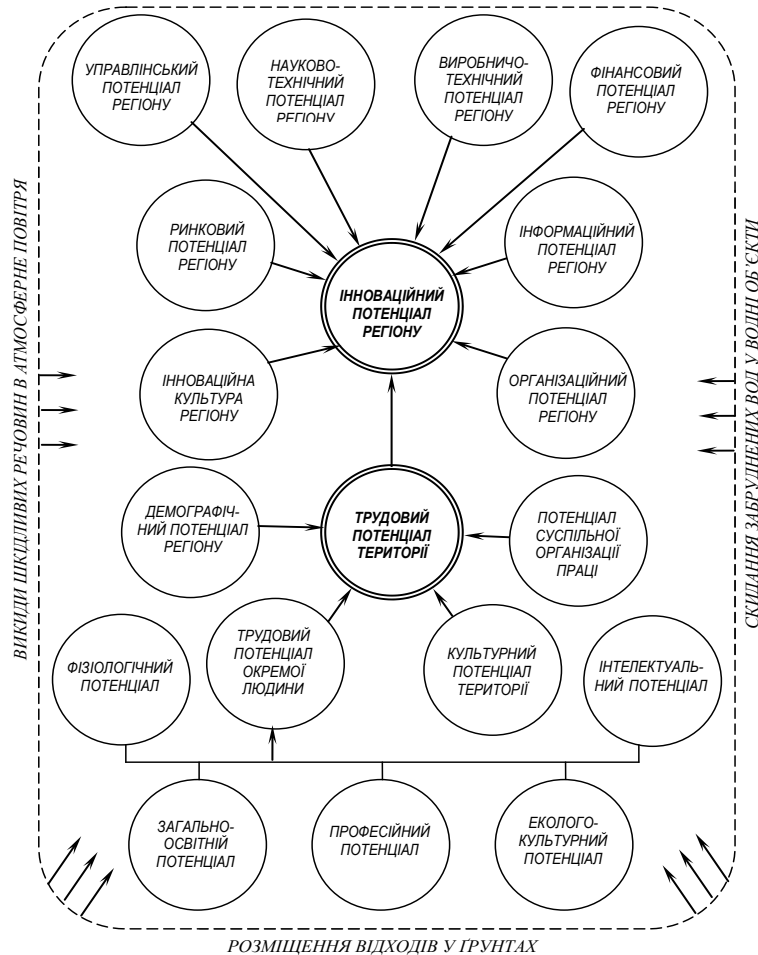 УПРАВЛІНСЬКИЙ
ПОТЕНЦІАЛ
РЕГІОНУ
НАУКОВО-
ТЕХНІЧНИЙ
ПОТЕНЦІАЛ
РЕГІОНУ
ВИРОБНИЧО-
ТЕХНІЧНИЙ
ПОТЕНЦІАЛ
РЕГІОНУ
ФІНАНСОВИЙ
ПОТЕНЦІАЛ
РЕГІОНУ
РИНКОВИЙ
ПОТЕНЦІАЛ
РЕГІОНУ
ІННОВАЦІЙНИЙ
ПОТЕНЦІАЛ
РЕГІОНУ
ІНФОРМАЦІЙНИЙ
ПОТЕНЦІАЛ
РЕГІОНУ
ІННОВАЦІЙНА
КУЛЬТУРА
РЕГІОНУ
ОРГАНІЗАЦІЙНИЙ
ПОТЕНЦІАЛ
РЕГІОНУ
ДЕМОГРАФІЧ-
НИЙ ПОТЕНЦІАЛ
РЕГІОНУ
ТРУДОВИЙ
ПОТЕНЦІАЛ
ТЕРИТОРІЇ
ПОТЕНЦІАЛ
СУСПІЛЬНОЇ
ОРГАНІЗАЦІЇ
ПРАЦІ
ФІЗІОЛОГІЧНИЙ
ПОТЕНЦІАЛ
ТРУДОВИЙ
ПОТЕНЦІАЛ
ОКРЕМОЇ
ЛЮДИНИ
КУЛЬТУРНИЙ
ПОТЕНЦІАЛ
ТЕРИТОРІЇ
ІНТЕЛЕКТУАЛЬ-
НИЙ ПОТЕНЦІАЛ
ЗАГАЛЬНО-
ОСВІТНІЙ
ПОТЕНЦІАЛ
ПРОФЕСІЙНИЙ
ПОТЕНЦІАЛ
ЕКОЛОГО-
КУЛЬТУРНИЙ
ПОТЕНЦІАЛ
ВИКИДИ ШКІДЛИВИХ РЕЧОВИН В АТМОСФЕРНЕ ПОВІТРЯ
СКИДАННЯ ЗАБРУДНЕНИХ ВОД У ВОДНІ ОБ’ЄКТИ
РОЗМІЩЕННЯ ВІДХОДІВ У ҐРУНТАХ